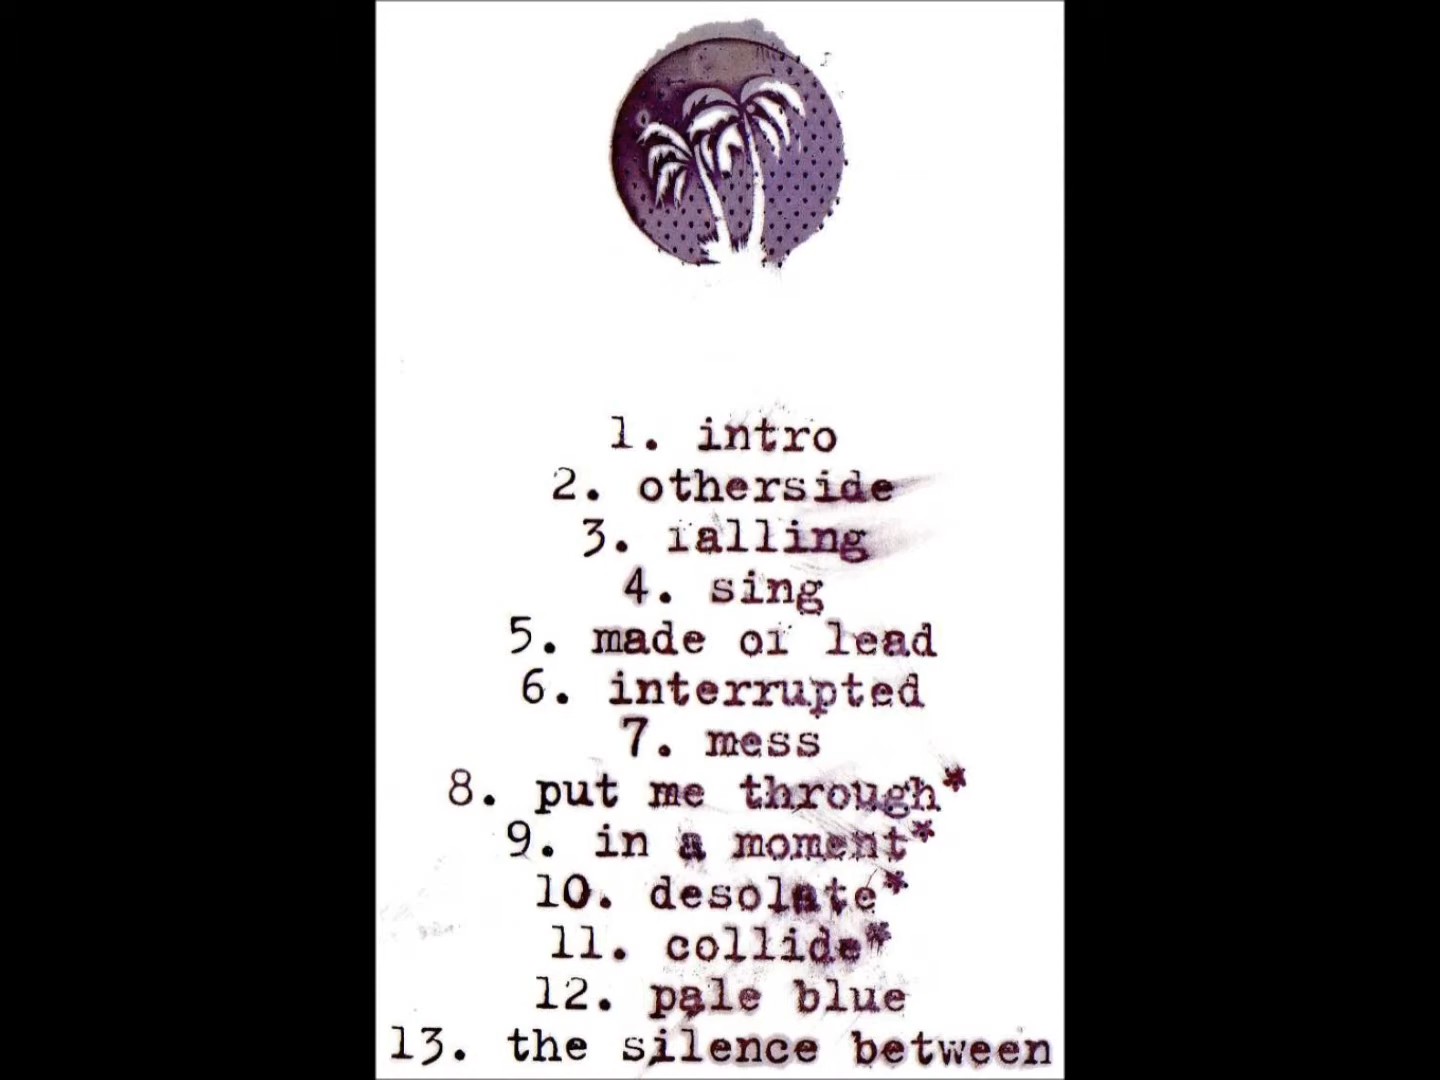 1. intro
2. otherside
3. falling
4. sing
5. made of lead
6. interrupted
7. mess
8. put me through*
9. in a moment*
10. desolate*
11. collide*
12. pale blue
13. the silence between